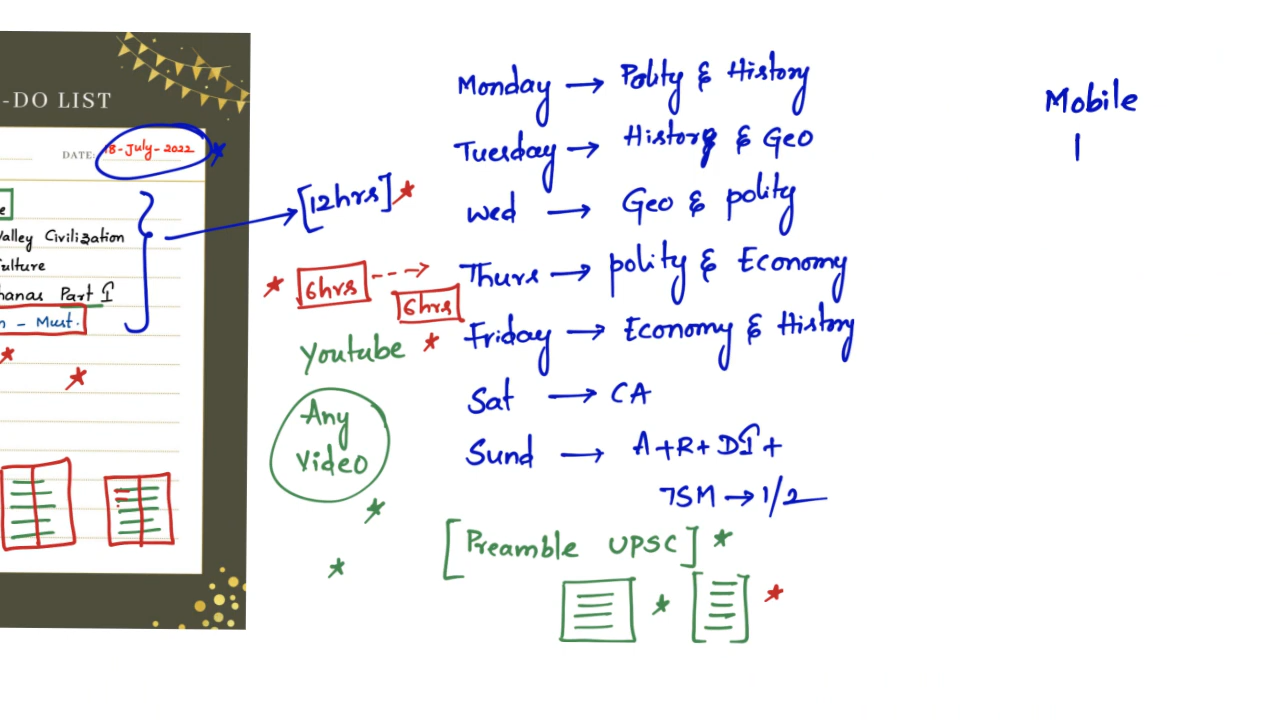 -DO LIST
DATE: 18-July-2022
e
Valley Civilization
Culture
hanas Part I
n - Must.
[12hrs]
6hrs
6hrs
Youtube
Any
Video
Monday → Polity & History
Tuesday → History & Geo
Wed → Geo & polity
Thurs → polity & Economy
Friday → Economy & History
Sat → CA
Sund → A+R+DI+
7SM → 1/2
[Preamble UPSC]
Mobile